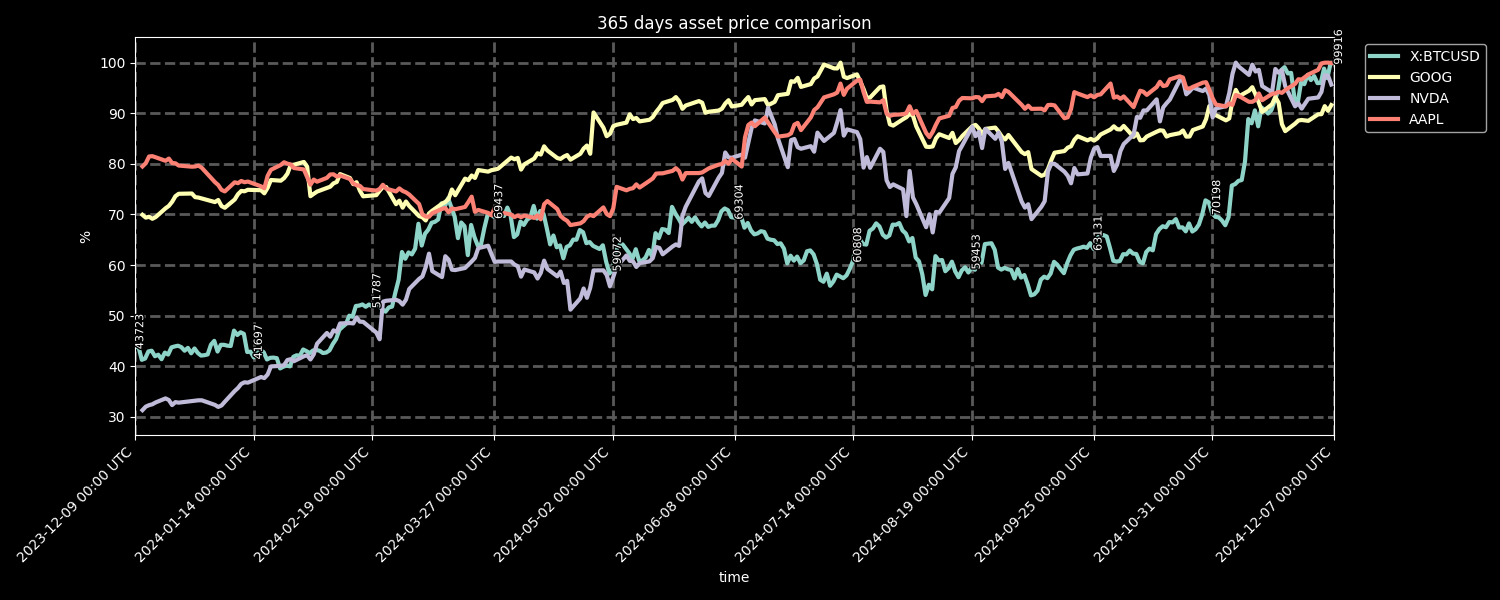 365 days asset price comparison
X:BTCUSD
GOOG
NVDA
AAPL
%
100
90
80
70
60
50
40
30
43723
41697
51787
69437
59072
69304
60808
59453
63131
70198
99916
2023-12-09 00:00 UTC
2024-01-14 00:00 UTC
2024-02-19 00:00 UTC
2024-03-27 00:00 UTC
2024-05-02 00:00 UTC
2024-06-08 00:00 UTC
2024-07-14 00:00 UTC
2024-08-19 00:00 UTC
2024-09-25 00:00 UTC
2024-10-31 00:00 UTC
2024-12-07 00:00 UTC
time